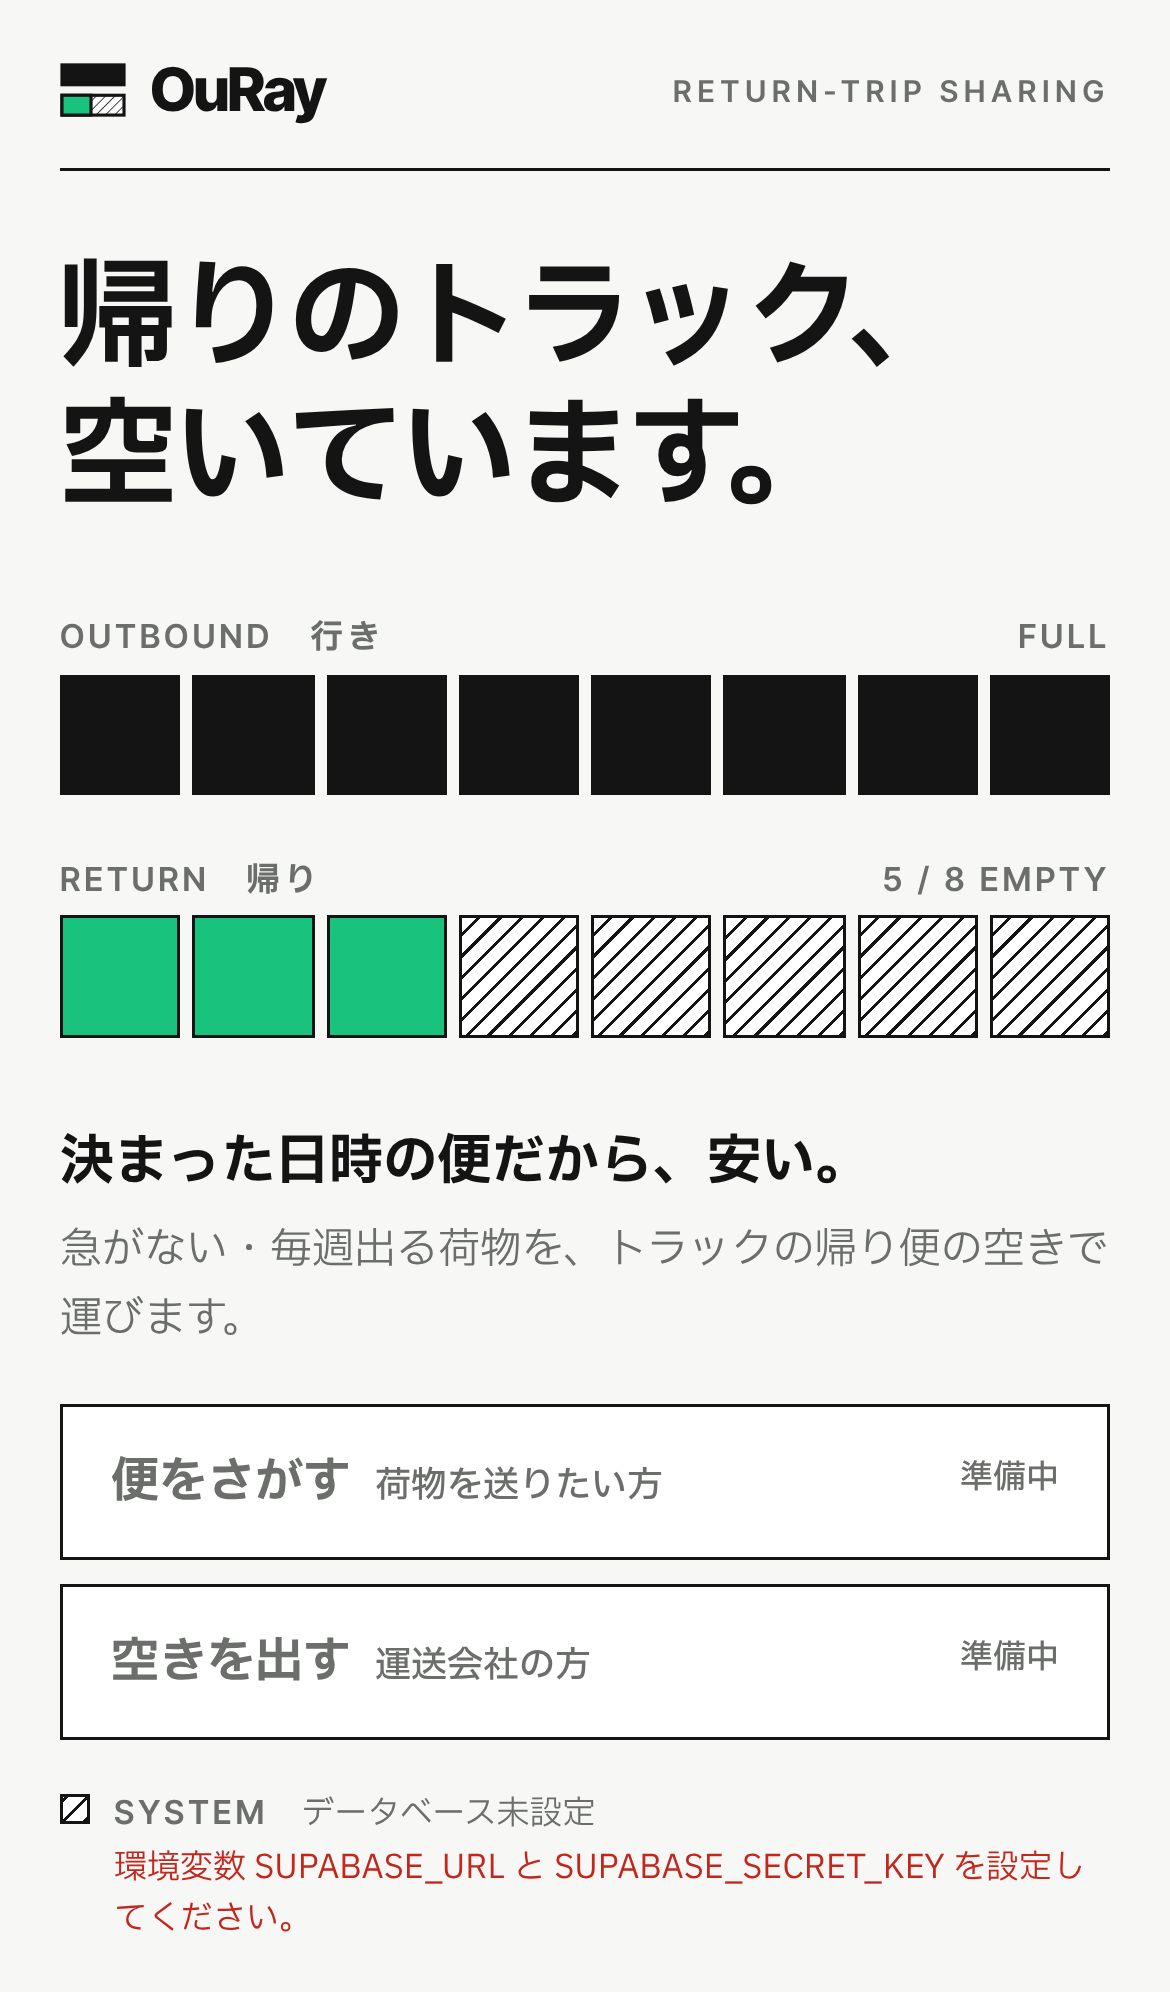 OuRay
RETURN-TRIP SHARING
帰りのトラック、
空いています。
OUTBOUND 行き
FULL
RETURN 帰り
5 / 8 EMPTY
決まった日時の便だから、安い。
急がない・毎週出る荷物を、トラックの帰り便の空きで
運びます。
便をさがす 荷物を送りたい方
準備中
空きを出す 運送会社の方
準備中
SYSTEM データベース未設定
環境変数 SUPABASE_URL と SUPABASE_SECRET_KEY を設定し
てください。